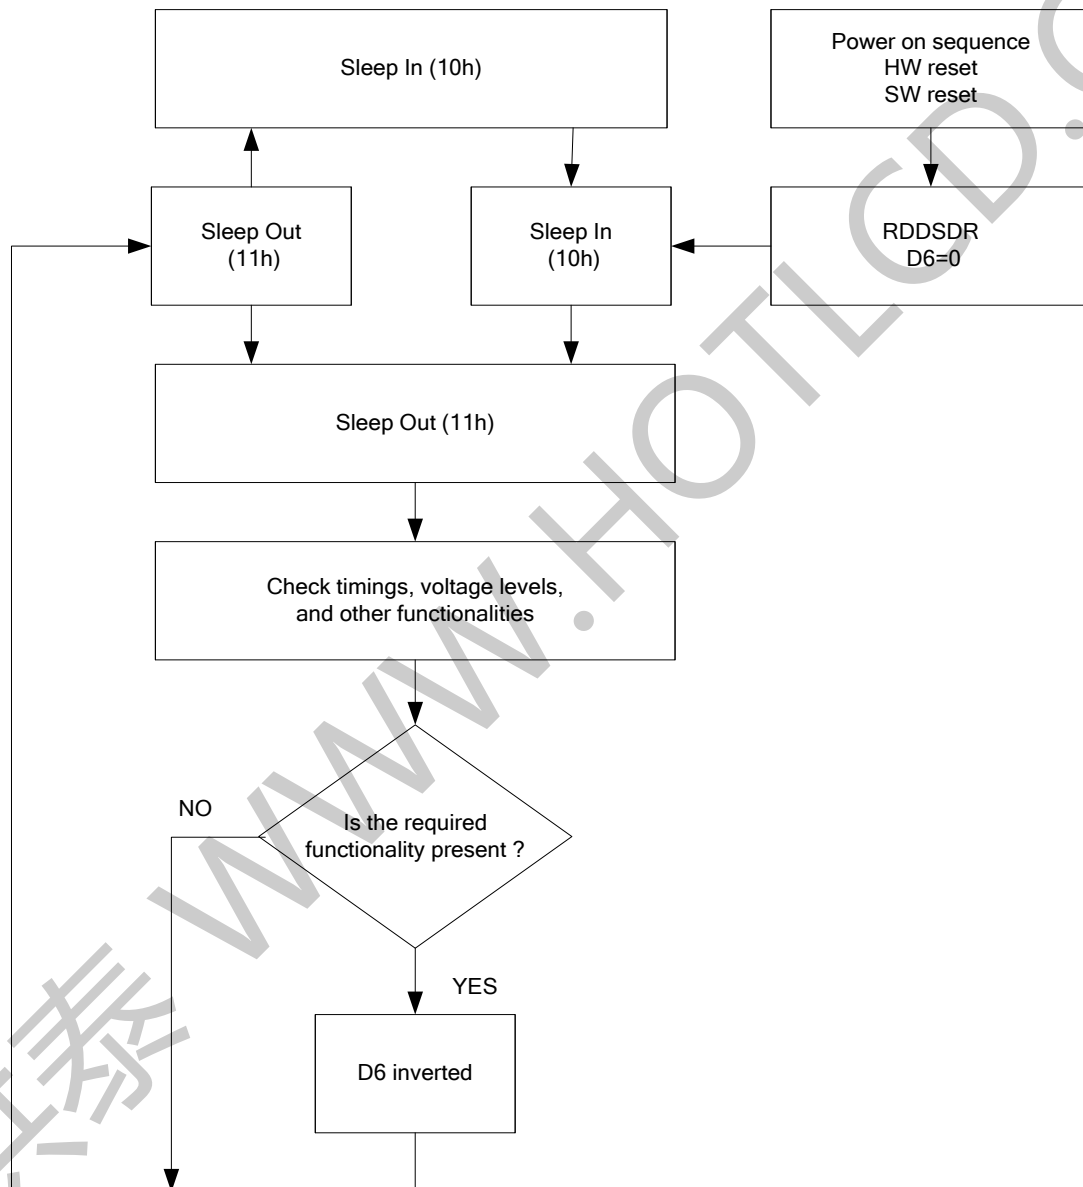 Sleep In (10h)
Power on sequence
HW reset
SW reset
Sleep Out
(11h)
Sleep In
(10h)
RDDSDR
D6=0
Sleep Out (11h)
Check timings, voltage levels,
and other functionalities
NO
Is the required
functionality present ?
YES
D6 inverted
泰 WWW.HOTLCD.C